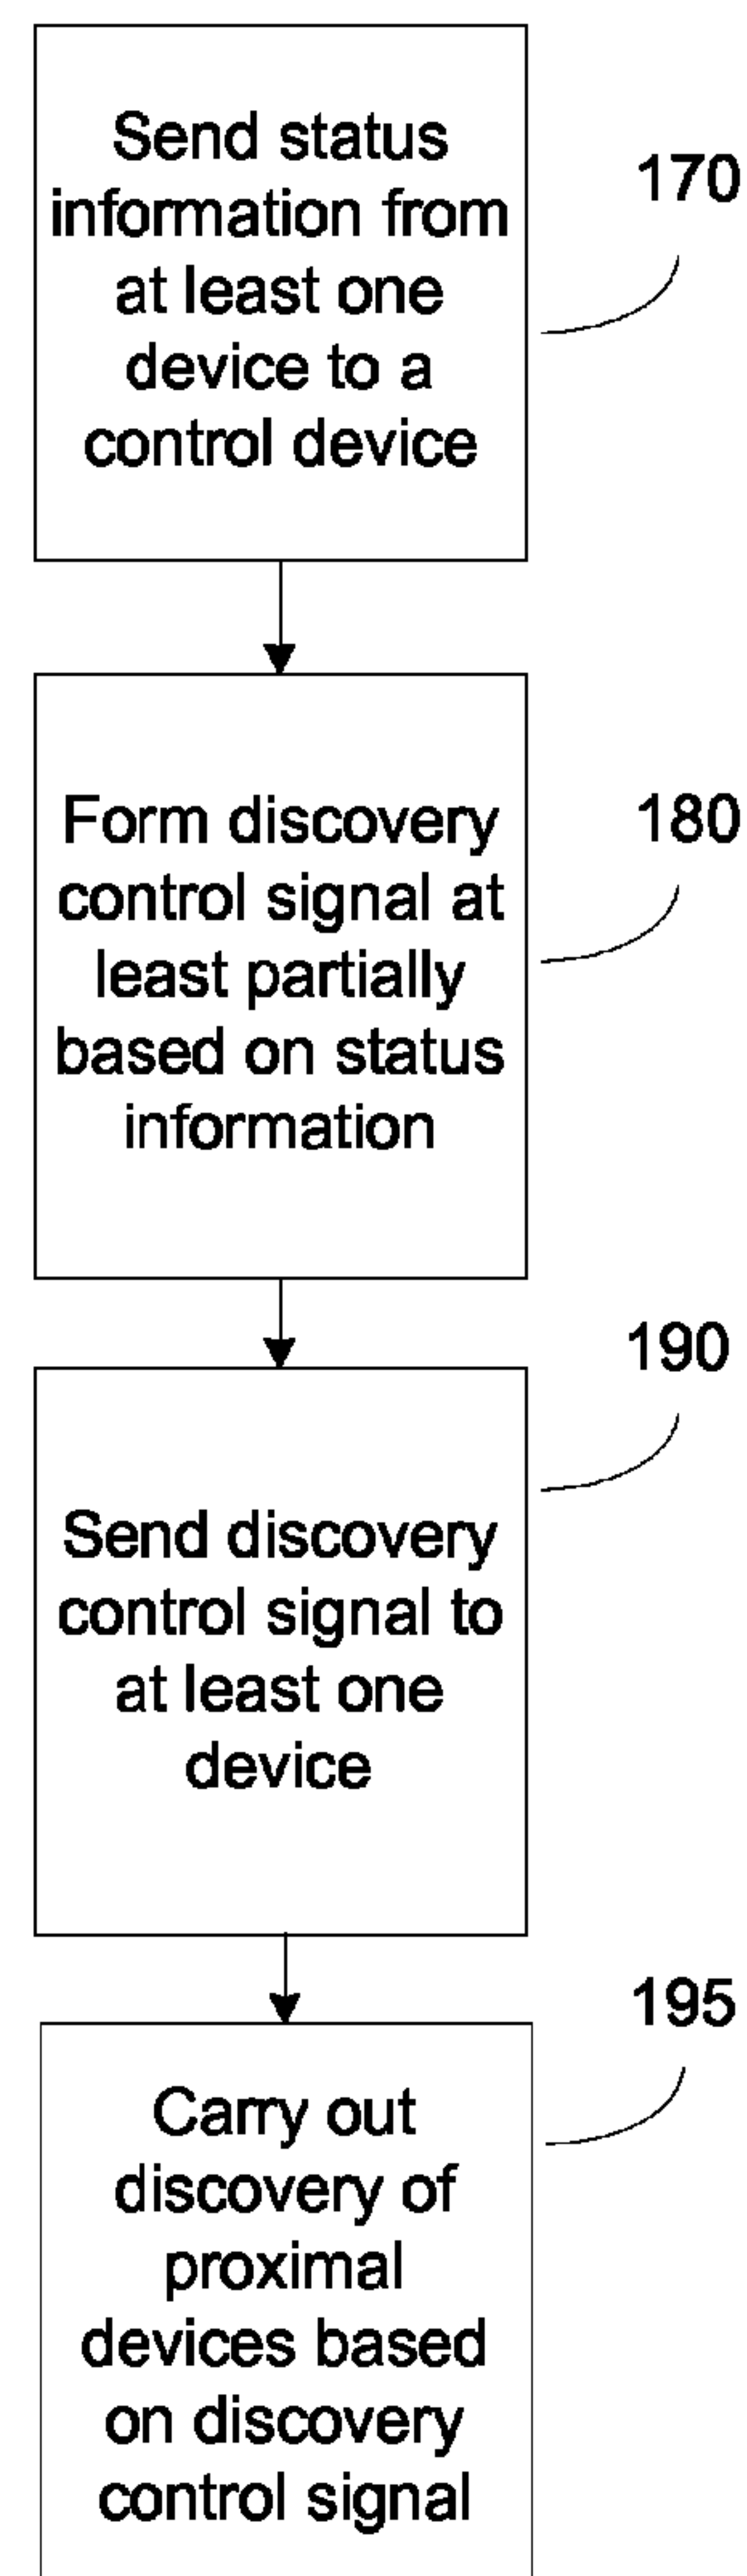 Send status
information from
at least one
device to a
control device
170
Form discovery
control signal at
least partially
based on status
information
180
Send discovery
control signal to
at least one
device
190
Carry out
discovery of
proximal
devices based
on discovery
control signal
195